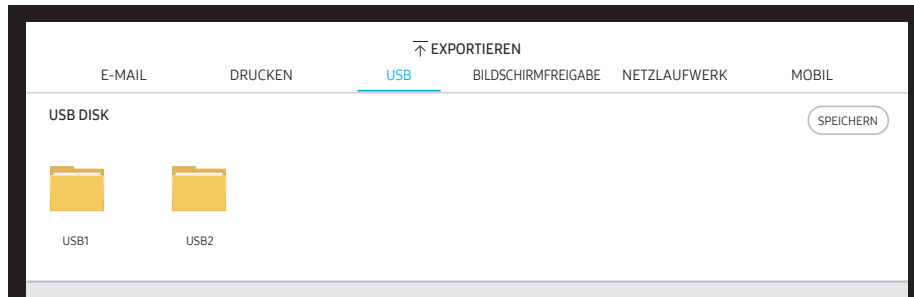 EXPORTIEREN
E-MAIL DRUCKEN USB BILDSCHIRMFREIGABE NETZLAUFWERK MOBIL
USB DISK SPEICHERN
USB1 USB2